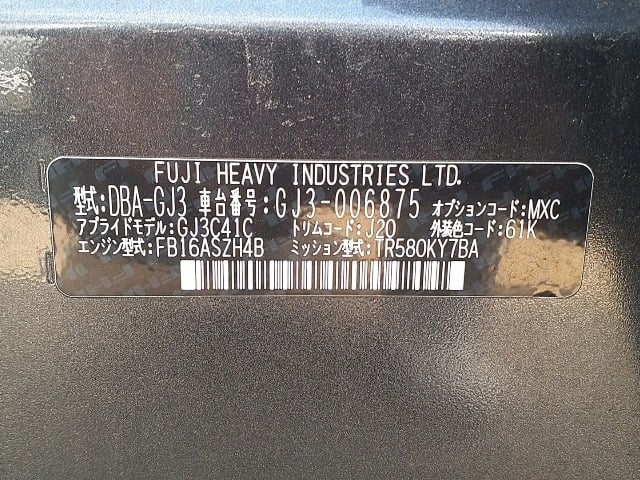 FUJI HEAVY INDUSTRIES LTD.
型式:DBA-GJ3 車台番号:GJ3-006875 オプションコード:MXC
アプライドモデル:GJ3C41C トリムコード:J20 外装色コード:61K
エンジン型式:FB16ASZH4B ミッション型式:TR580KY7BA